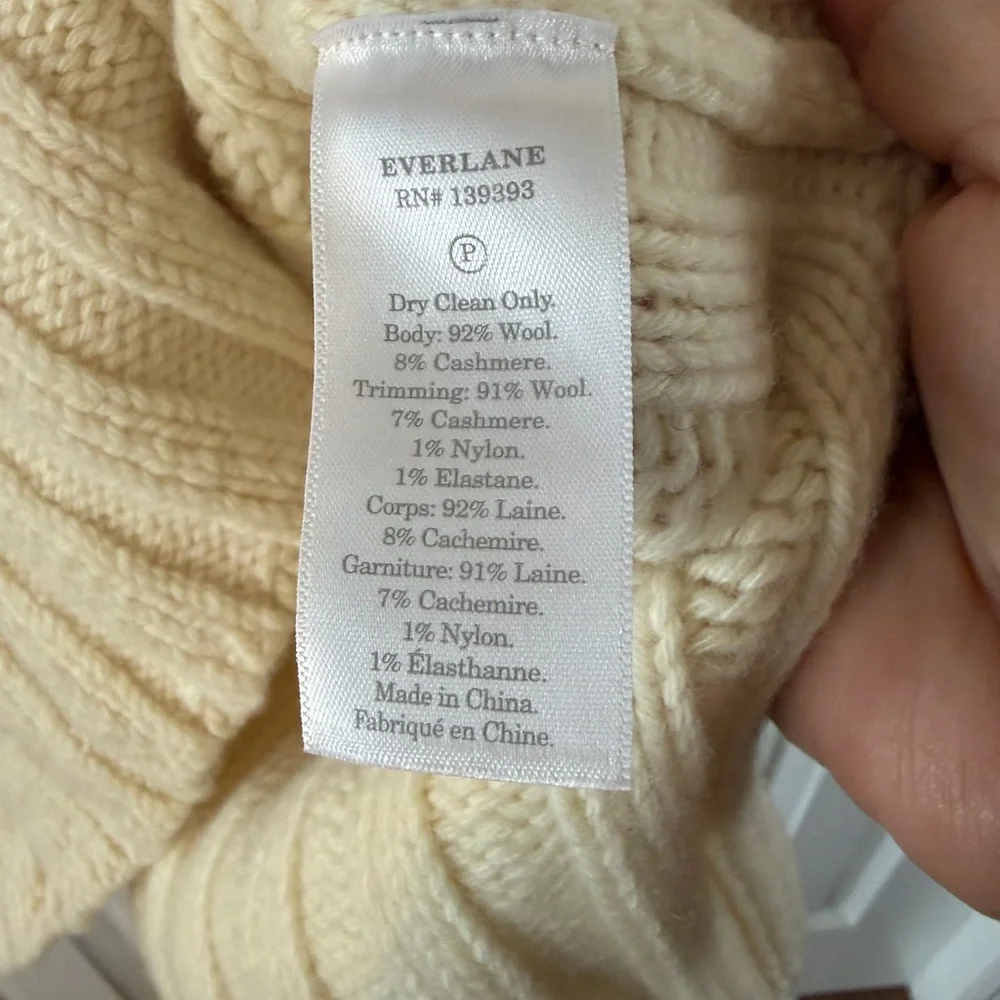 EVERLANE
RN# 139393
P
Dry Clean Only.
Body: 92% Wool.
8% Cashmere.
Trimming: 91% Wool.
7% Cashmere.
1% Nylon.
1% Elastane.
Corps: 92% Laine.
8% Cachemire.
Garniture: 91% Laine.
7% Cachemire.
1% Nylon.
1% Élasthanne.
Made in China.
Fabriqué en Chine.